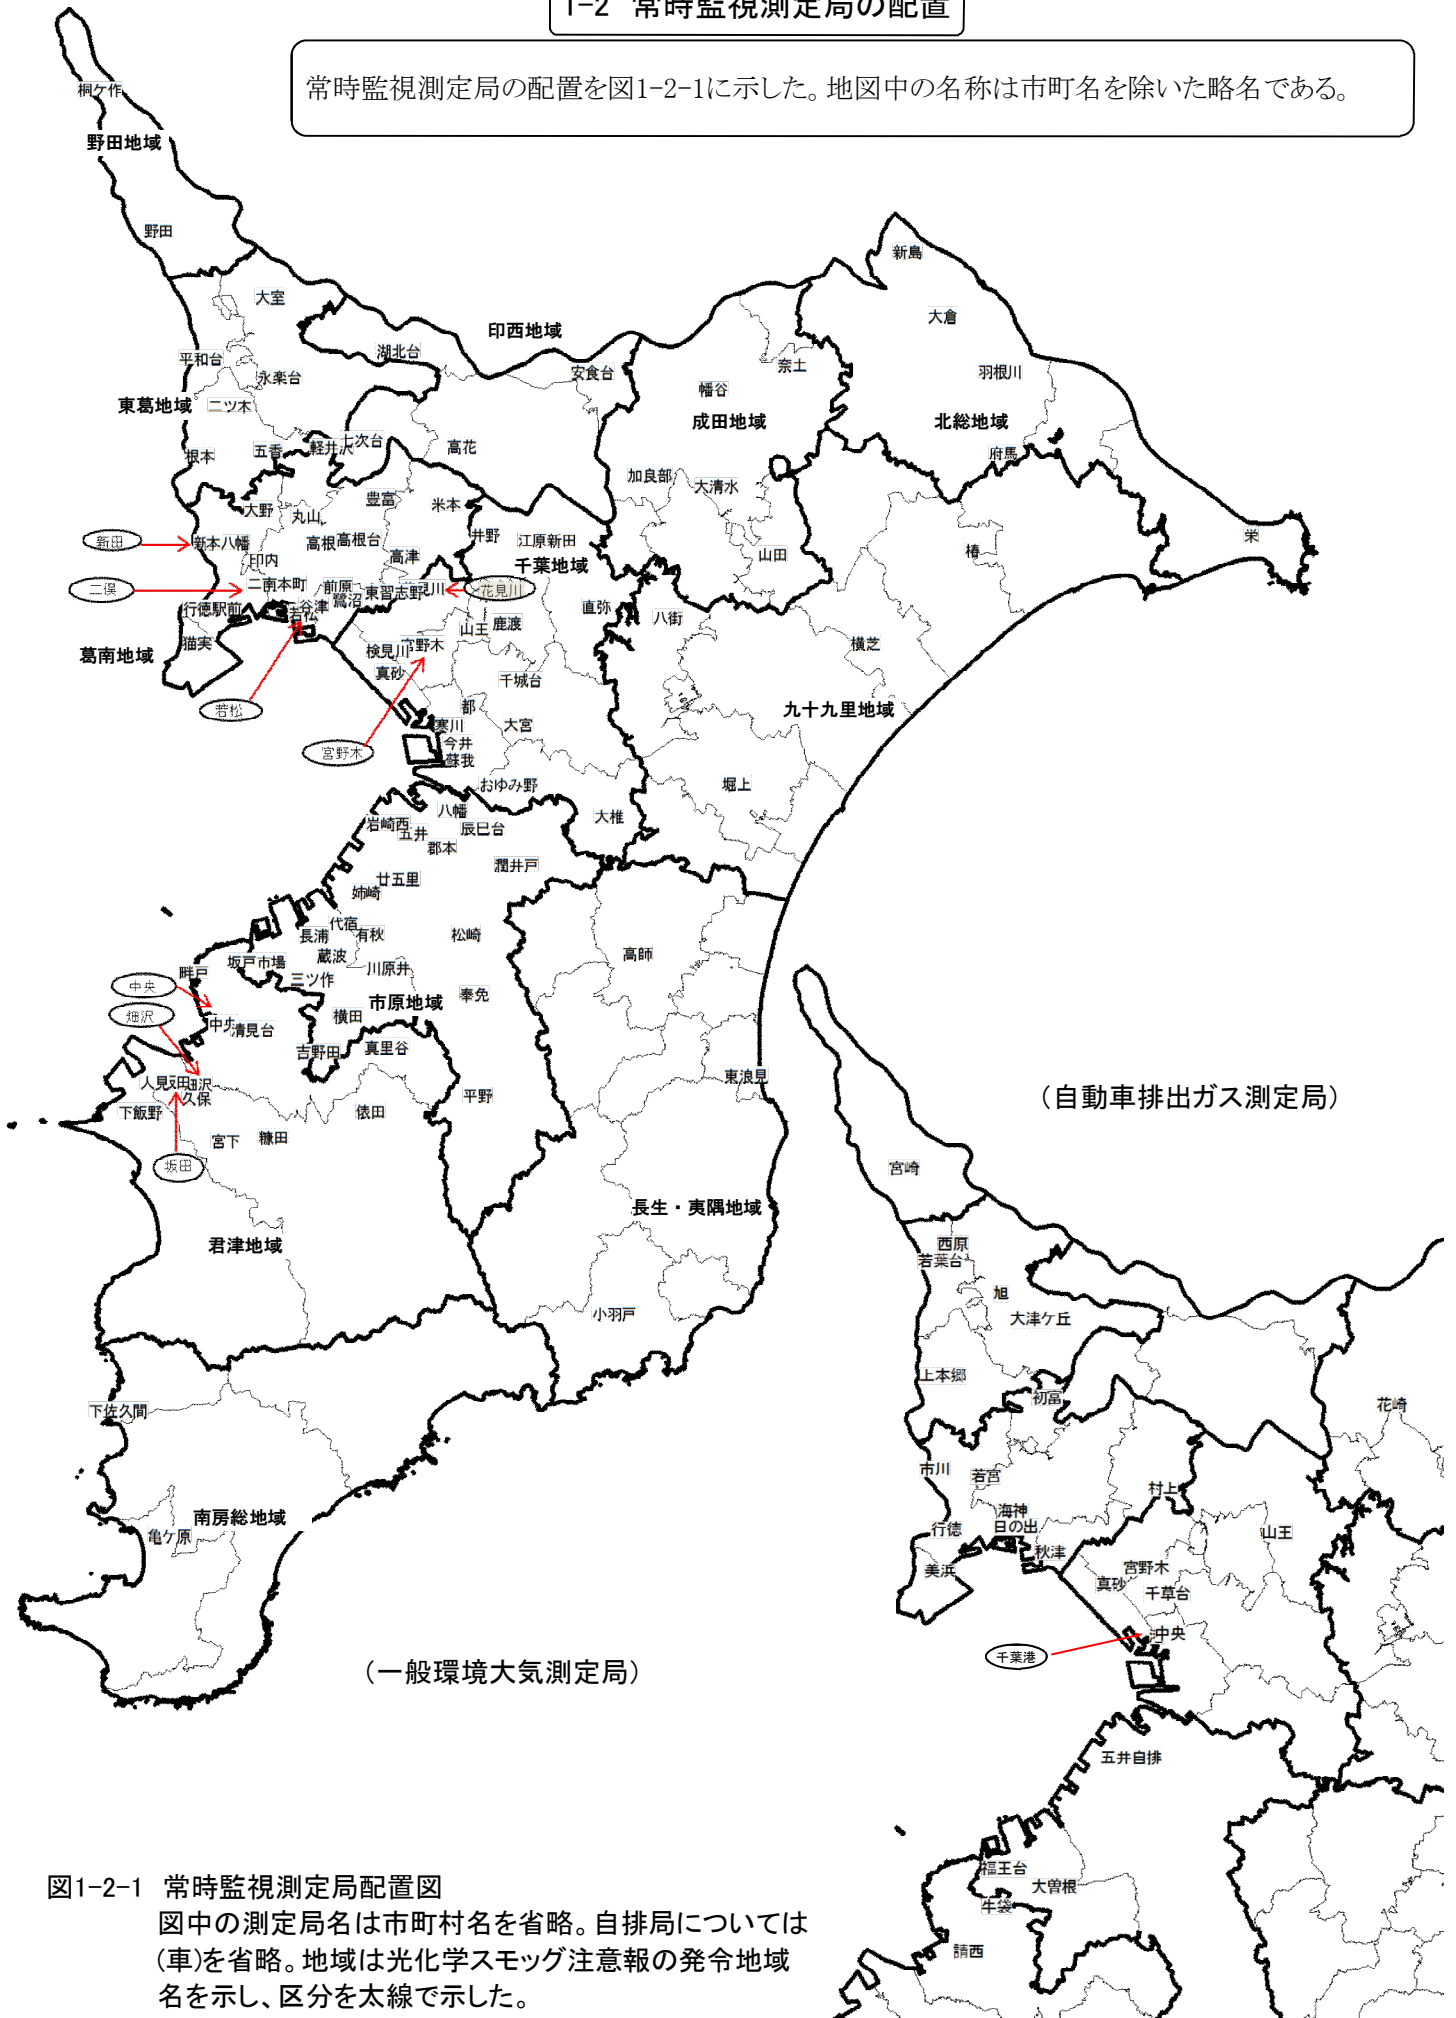 1-2 常時監視測定局の配置
常時監視測定局の配置を図1-2-1に示した。地図中の名称は市町名を除いた略名である。
桐ケ作
野田地域
野田
新島
大室
大倉
印西地域
湖北台
平和台
安食台
奈土
羽根川
永楽台
幡谷
東葛地域
二ツ木
成田地域
北総地域
七次台
五香
軽井沢
高花
根本
府馬
加良部
大清水
豊富
米本
大野
丸山
新田
新本八幡
高根
高根台
井野
江原新田
栄
高津
椿
印内
千葉地域
山田
二俣
二南本町
前原
東習志野
花見川
鷺沼
谷津
行徳駅前
若松
直弥
八街
山王
鹿渡
猫実
検見川
宮野木
横芝
葛南地域
真砂
千城台
若松
都
九十九里地域
寒川
大宮
今井
宮野木
蘇我
おゆみ野
堀上
八幡
岩崎西
五井
辰巳台
大椎
郡本
潤井戸
廿五里
姉崎
代宿
長浦
有秋
松崎
蔵波
高師
坂戸市場
川原井
畔戸
三ツ作
中央
奉免
市原地域
畑沢
横田
中央
清見台
吉野田
真里谷
東浪見
人見
畑沢
久保
平野
(自動車排出ガス測定局)
下飯野
俵田
宮下
糠田
坂田
宮崎
長生・夷隅地域
君津地域
西原
若葉台
旭
小羽戸
大津ケ丘
上本郷
初富
下佐久間
花崎
市川
若宮
村上
海神
南房総地域
日の出
行徳
山王
亀ケ原
秋津
美浜
宮野木
真砂
千草台
中央
千葉港
(一般環境大気測定局)
五井自排
福王台
大曽根
牛袋
請西
図1-2-1 常時監視測定局配置図
図中の測定局名は市町村名を省略。自排局については
(車)を省略。地域は光化学スモッグ注意報の発令地域
名を示し、区分を太線で示した。